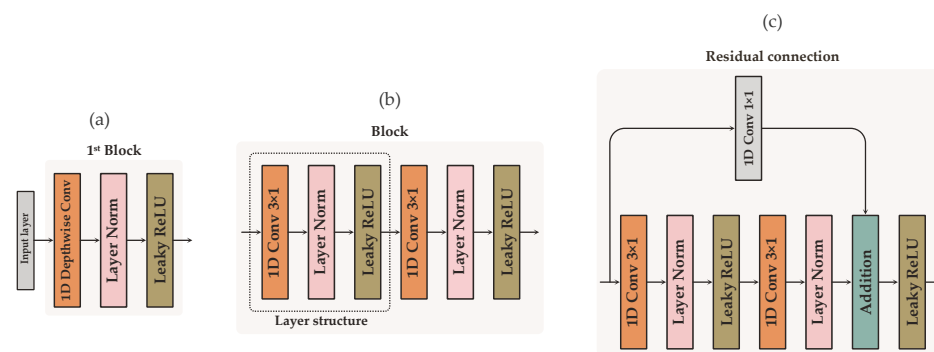 (a)
1st Block
Input layer
1D Depthwise Conv
Layer Norm
Leaky ReLU
(b)
Block
1D Conv 3×1
Layer Norm
Leaky ReLU
1D Conv 3×1
Layer Norm
Leaky ReLU
Layer structure
(c)
Residual connection
1D Conv 1×1
1D Conv 3×1
Layer Norm
Leaky ReLU
1D Conv 3×1
Layer Norm
Addition
Leaky ReLU